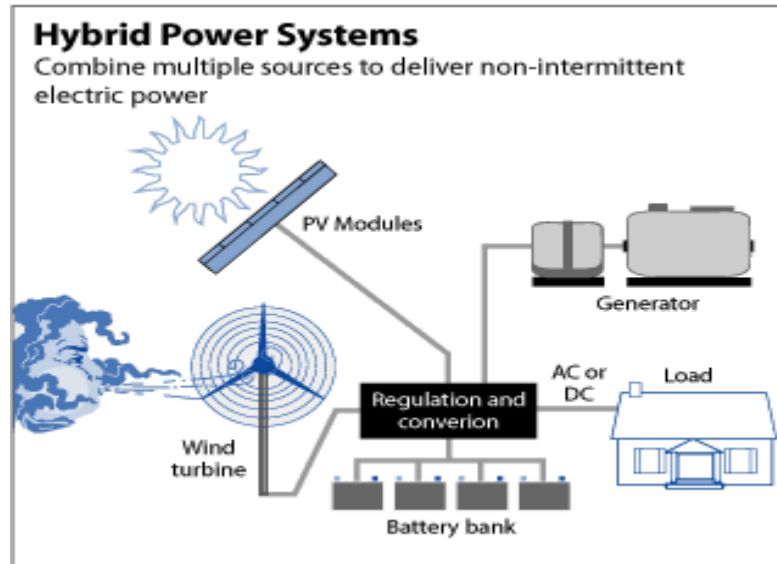 Hybrid Power Systems
Combine multiple sources to deliver non-intermittent
electric power
PV Modules
Generator
AC or
DC
Load
Regulation and
converion
Wind
turbine
Battery bank